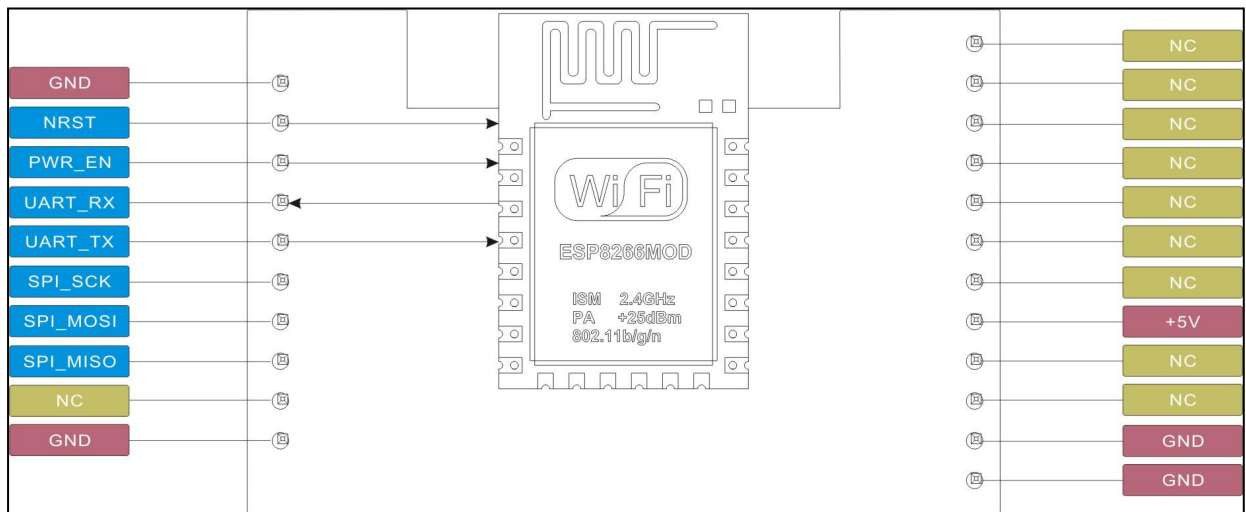 GND
NRST
PWR_EN
UART_RX
UART_TX
SPI_SCK
SPI_MOSI
SPI_MISO
NC
GND
WiFi
ESP8266MOD
ISM 2.4GHz
PA +25dBm
802.11b/g/n
NC
NC
NC
NC
NC
NC
NC
+5V
NC
NC
GND
GND